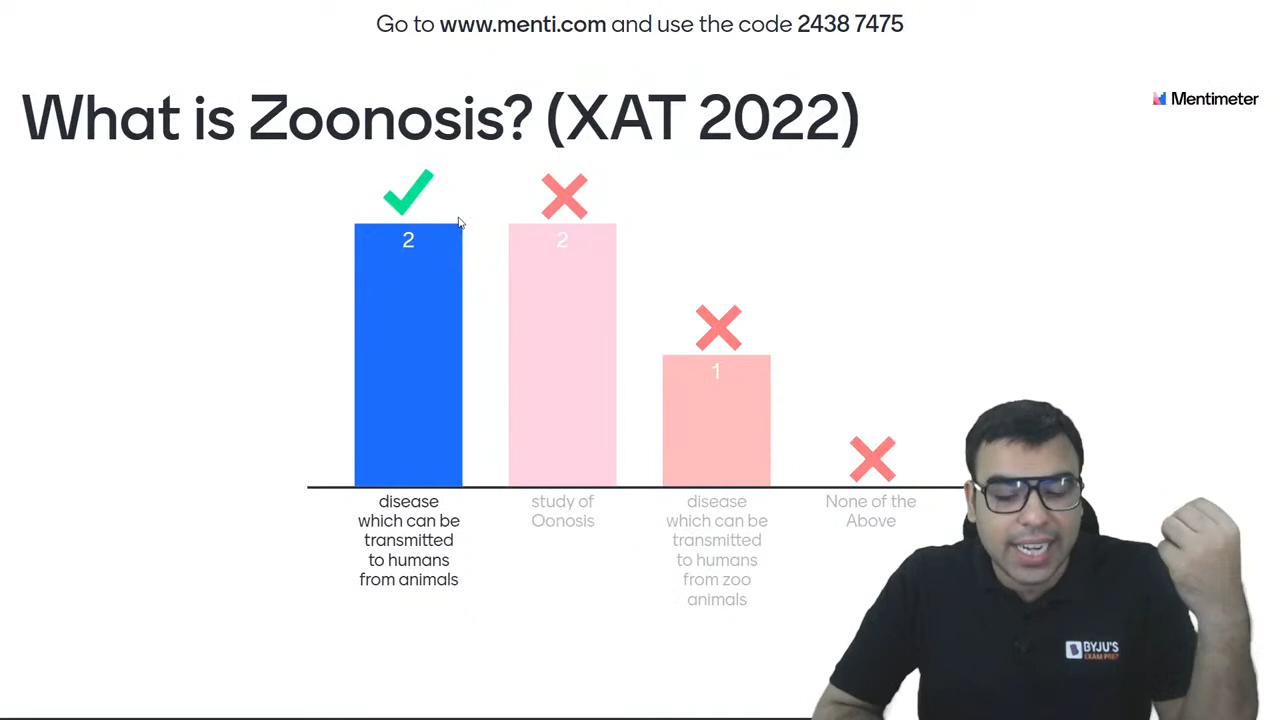 Go to www.menti.com and use the code 2438 7475
Mentimeter
What is Zoonosis? (XAT 2022)
2
2
1
disease
which can be
transmitted
to humans
from animals
study of
Oonosis
disease
which can be
transmitted
to humans
from zoo
animals
None of the
Above
BYJU'S
EXAM PREP